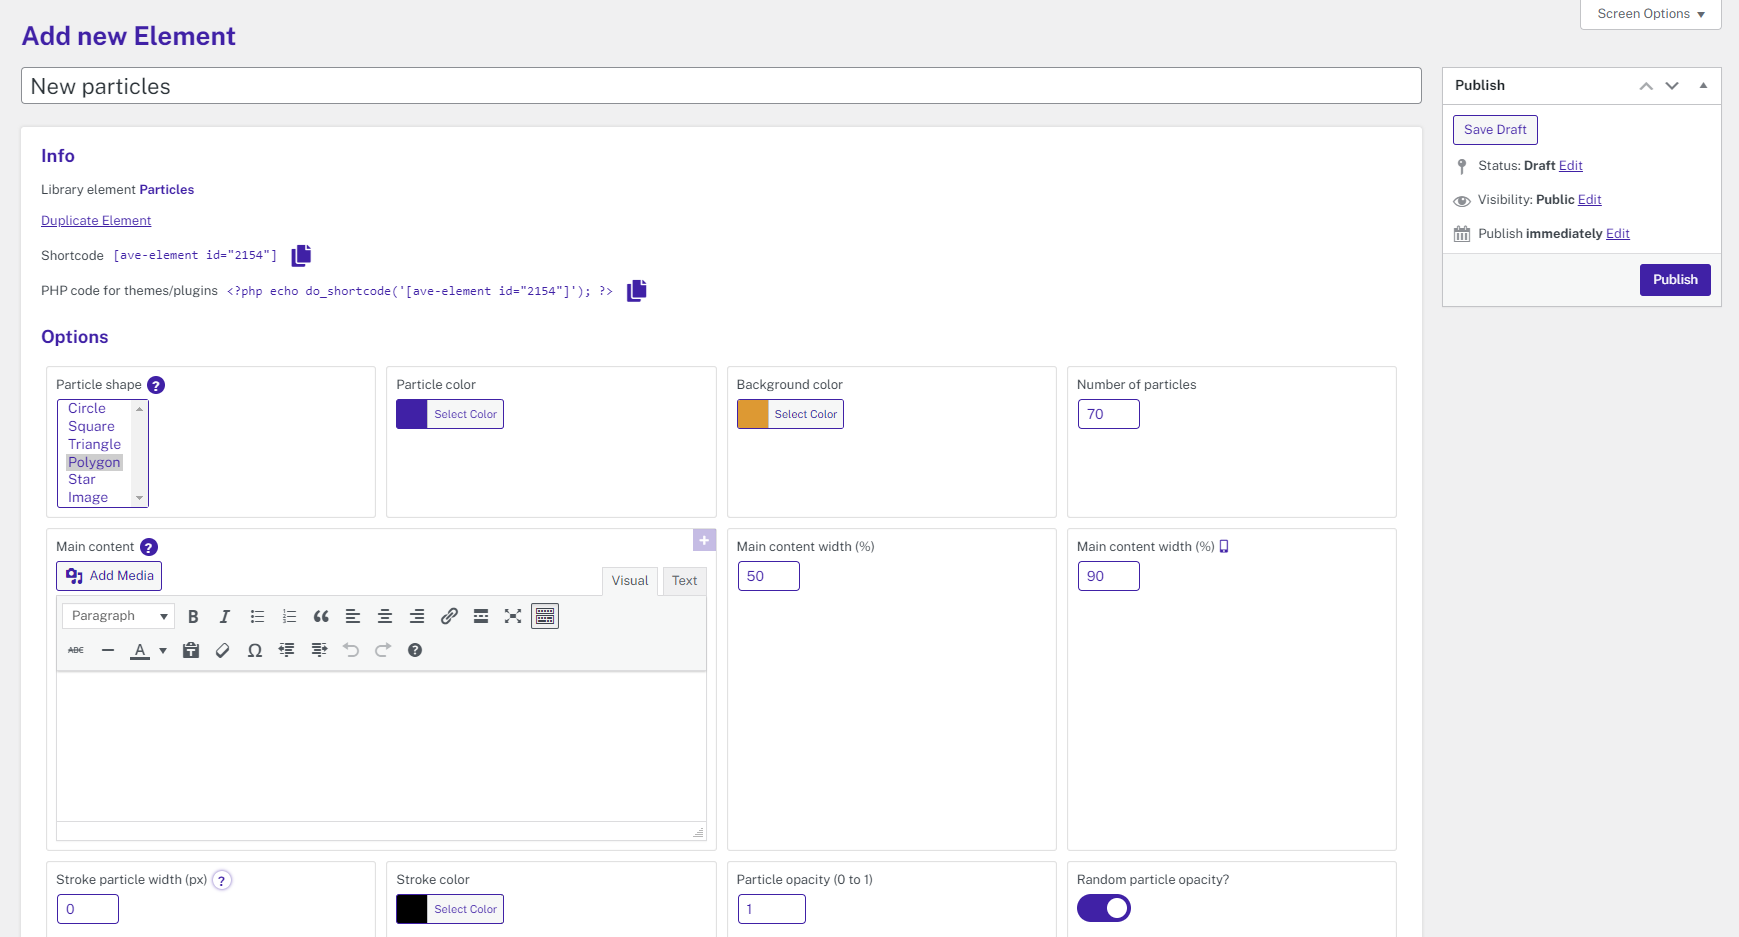 Screen Options
Add new Element
New particles
Publish
Save Draft
Status: Draft Edit
Visibility: Public Edit
Publish immediately Edit
Publish
Info
Library element Particles
Duplicate Element
Shortcode [ave-element id="2154"]
PHP code for themes/plugins <?php echo do_shortcode('[ave-element id="2154"]'); ?>
Options
Particle shape ?
Circle
Square
Triangle
Polygon
Star
Image
Particle color
Select Color
Background color
Select Color
Number of particles
70
Main content ?
+
Add Media
Visual Text
Paragraph
B I
ABC A Ω ?
Main content width (%)
50
Main content width (%)
90
Stroke particle width (px) ?
0
Stroke color
Select Color
Particle opacity (0 to 1)
1
Random particle opacity?